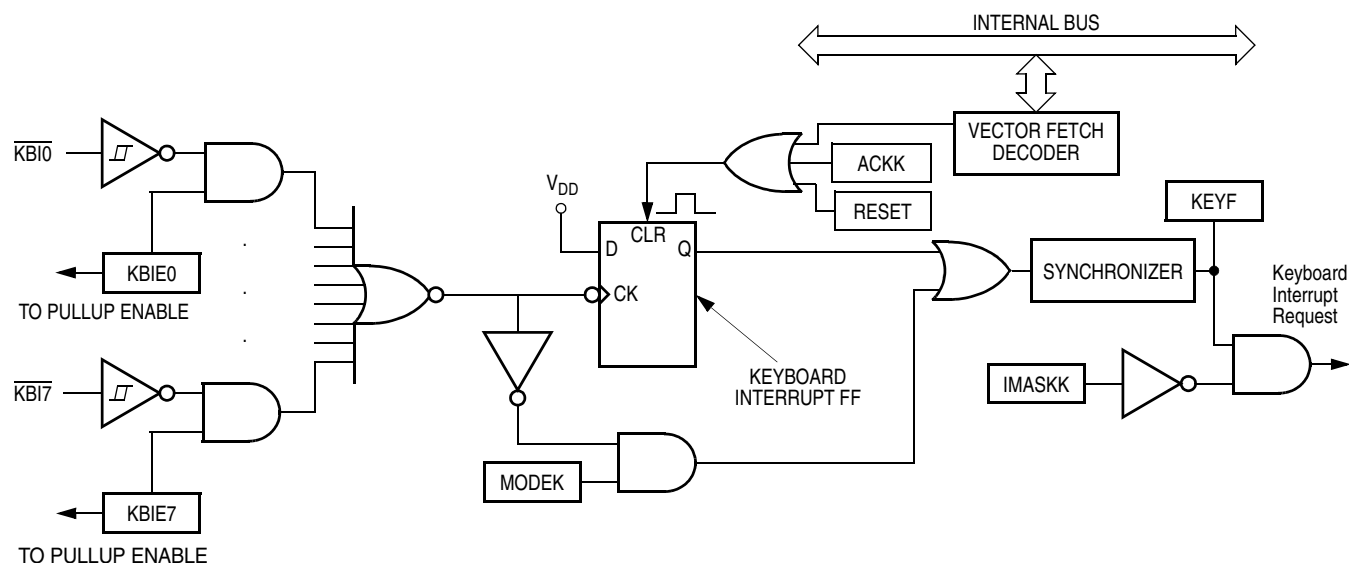 INTERNAL BUS
VECTOR FETCH
DECODER
ACKK
RESET
KBI0
VDD
KEYF
CLR
D
Q
CK
SYNCHRONIZER
KBIE0
TO PULLUP ENABLE
Keyboard
Interrupt
Request
KBI7
KEYBOARD
INTERRUPT FF
IMASKK
MODEK
KBIE7
TO PULLUP ENABLE